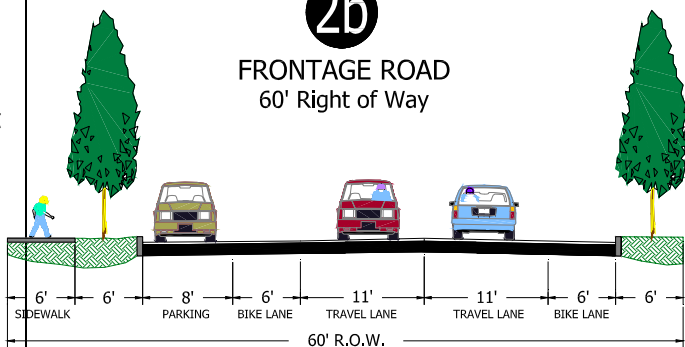 2b
FRONTAGE ROAD
60' Right of Way
6' 6' 8' 6' 11' 11' 6' 6'
SIDEWALK PARKING BIKE LANE TRAVEL LANE TRAVEL LANE BIKE LANE
60' R.O.W.